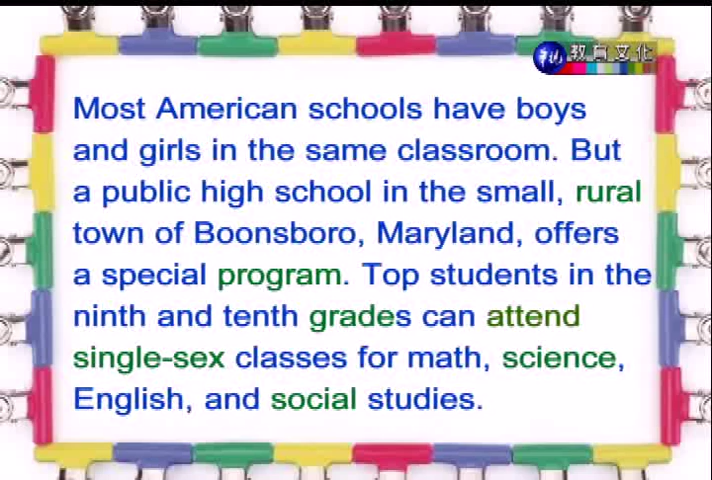 華視 教育文化
Most American schools have boys
and girls in the same classroom. But
a public high school in the small, rural
town of Boonsboro, Maryland, offers
a special program. Top students in the
ninth and tenth grades can attend
single-sex classes for math, science,
English, and social studies.